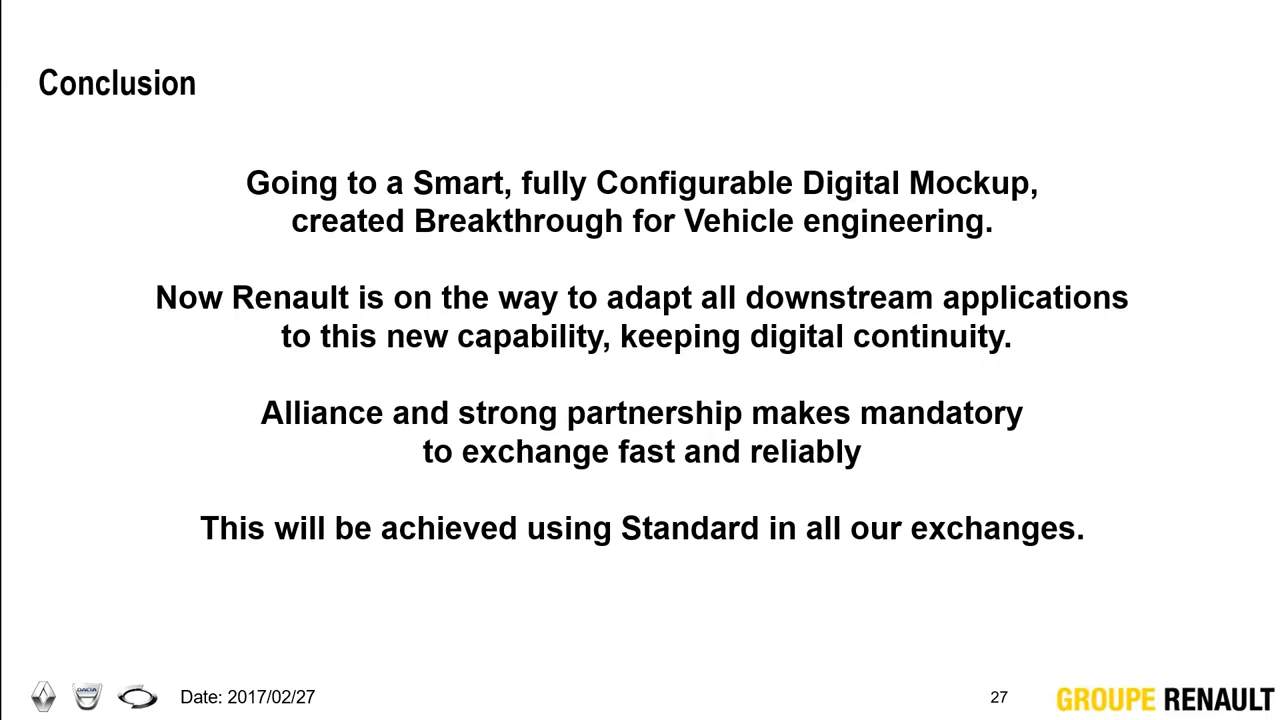 Conclusion
Going to a Smart, fully Configurable Digital Mockup,
created Breakthrough for Vehicle engineering.
Now Renault is on the way to adapt all downstream applications
to this new capability, keeping digital continuity.
Alliance and strong partnership makes mandatory
to exchange fast and reliably
This will be achieved using Standard in all our exchanges.
DACIA
Date: 2017/02/27
27
GROUPE RENAULT